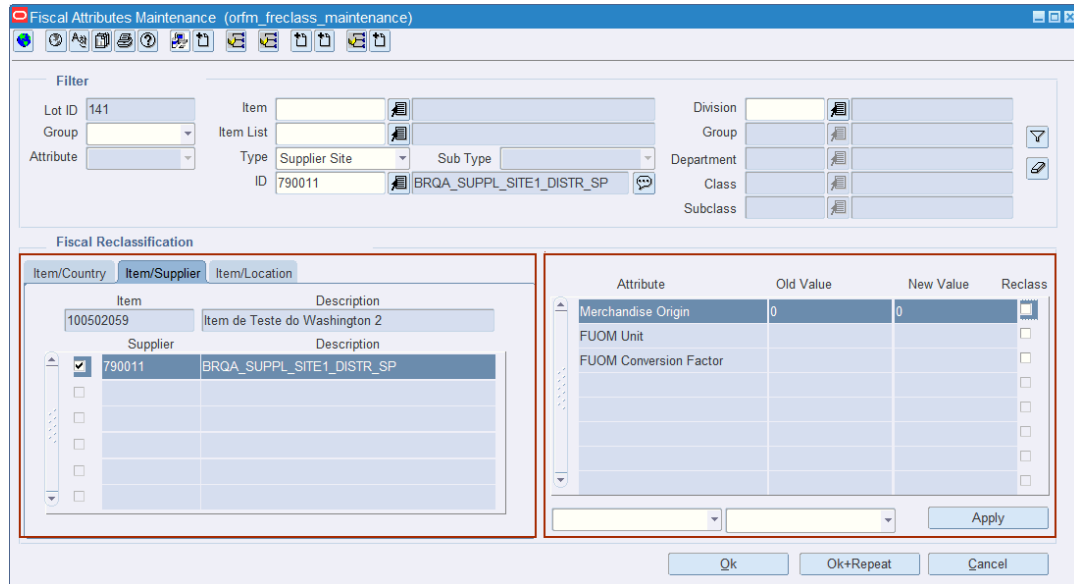 Fiscal Attributes Maintenance (orfm_freclass_maintenance)
Filter
Lot ID 141 Item Division
Group Item List Group
Attribute Type Supplier Site Sub Type Department
ID 790011 BRQA_SUPPL_SITE1_DISTR_SP Class
Subclass
Fiscal Reclassification
Item/Country Item/Supplier Item/Location
Item Description
100502059 Item de Teste do Washington 2
Supplier Description
790011 BRQA_SUPPL_SITE1_DISTR_SP
Attribute Old Value New Value Reclass
Merchandise Origin 0 0
FUOM Unit
FUOM Conversion Factor
Apply
Ok Ok+Repeat Cancel